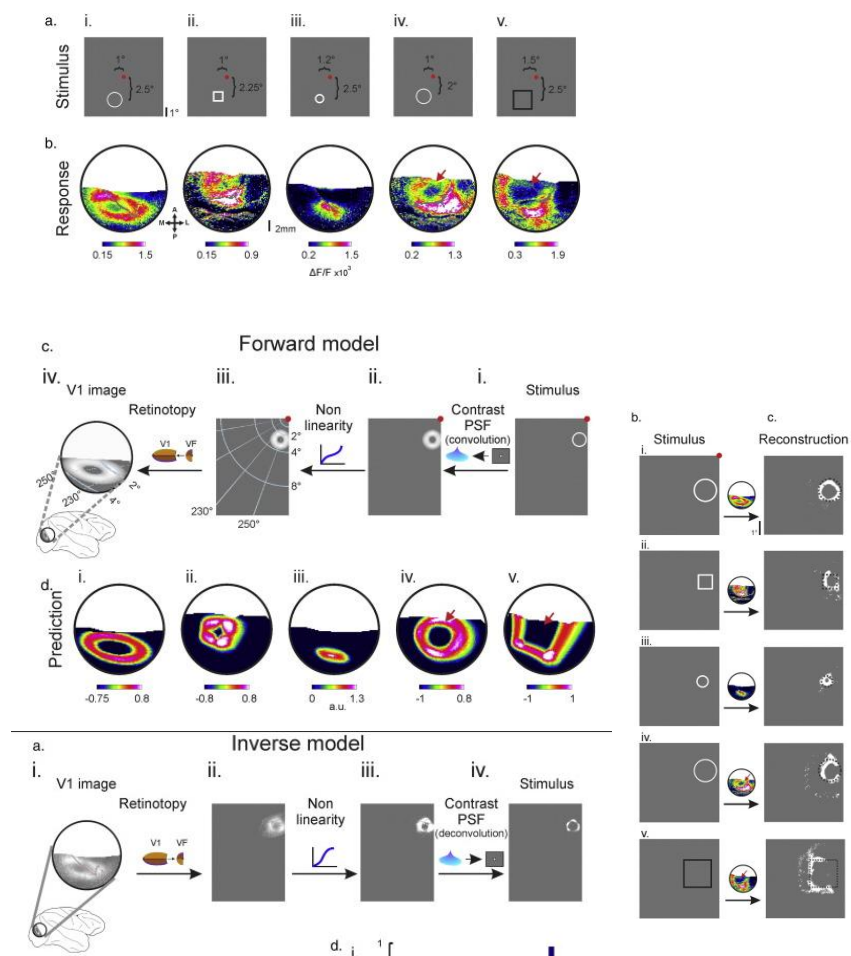 a.
i. ii. iii. iv. v.
Stimulus
1° 1° 1.2° 1° 1.5°
2.5° 2.25° 2.5° 2° 2.5°
1°
b.
Response
A
M L
P
2mm
0.15 1.5 0.15 0.9 0.2 1.5 0.2 1.3 0.3 1.9
ΔF/F x10³
c.
Forward model
iv. iii. ii. i.
V1 image Stimulus
Retinotopy Non linearity Contrast PSF (convolution)
V1 VF
2°
4°
8°
230°
250°
250°
230°
4°
2°
d.
i. ii. iii. iv. v.
Prediction
-0.75 0.8 -0.8 0.8 0 1.3 -1 0.8 -1 1
a.u.
a.
Inverse model
i. ii. iii. iv.
V1 image Stimulus
Retinotopy Non linearity Contrast PSF (deconvolution)
V1 VF
d. i 1
b. c.
Stimulus Reconstruction
i.
1°
ii.
iii.
iv.
v.